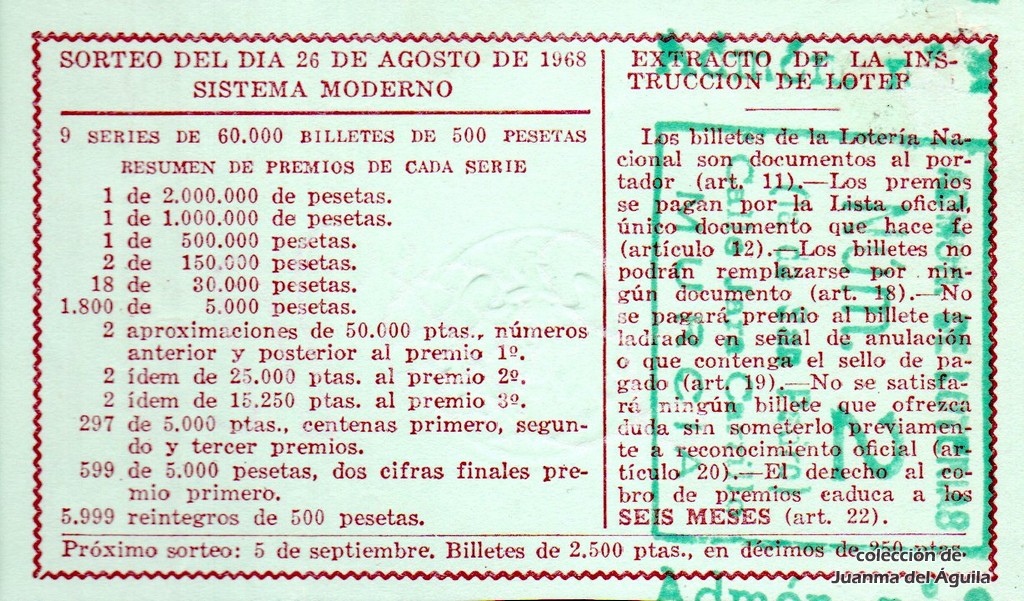 SORTEO DEL DIA 26 DE AGOSTO DE 1968
SISTEMA MODERNO
9 SERIES DE 60.000 BILLETES DE 500 PESETAS
RESUMEN DE PREMIOS DE CADA SERIE
1 de 2.000.000 de pesetas.
1 de 1.000.000 de pesetas.
1 de 500.000 pesetas.
2 de 150.000 pesetas.
18 de 30.000 pesetas.
1.800 de 5.000 pesetas.
2 aproximaciones de 50.000 ptas., números
anterior y posterior al premio 1º.
2 ídem de 25.000 ptas. al premio 2º.
2 ídem de 15.250 ptas. al premio 3º.
297 de 5.000 ptas., centenas primero, segun-
do y tercer premios.
599 de 5.000 pesetas, dos cifras finales pre-
mio primero.
5.999 reintegros de 500 pesetas.
EXTRACTO DE LA INS-
TRUCCION DE LOTER
Los billetes de la Lotería Na-
cional son documentos al por-
tador (art. 11).—Los premios
se pagan por la Lista oficial,
único documento que hace fe
(artículo 12).—Los billetes no
podrán remplazarse por nin-
gún documento (art. 18).—No
se pagará premio al billete ta-
ladrado en señal de anulación
o que contenga el sello de pa-
gado (art. 19).—No se satisfa-
rá ningún billete que ofrezca
duda sin someterlo previamente
a reconocimiento oficial (ar-
tículo 20).—El derecho al co-
bro de premios caduca a los
SEIS MESES (art. 22).
Próximo sorteo: 5 de septiembre. Billetes de 2.500 ptas., en décimos de 250 ptas.
Núm. 2
MURCIA
Admón
colección de
Juanma del Águila